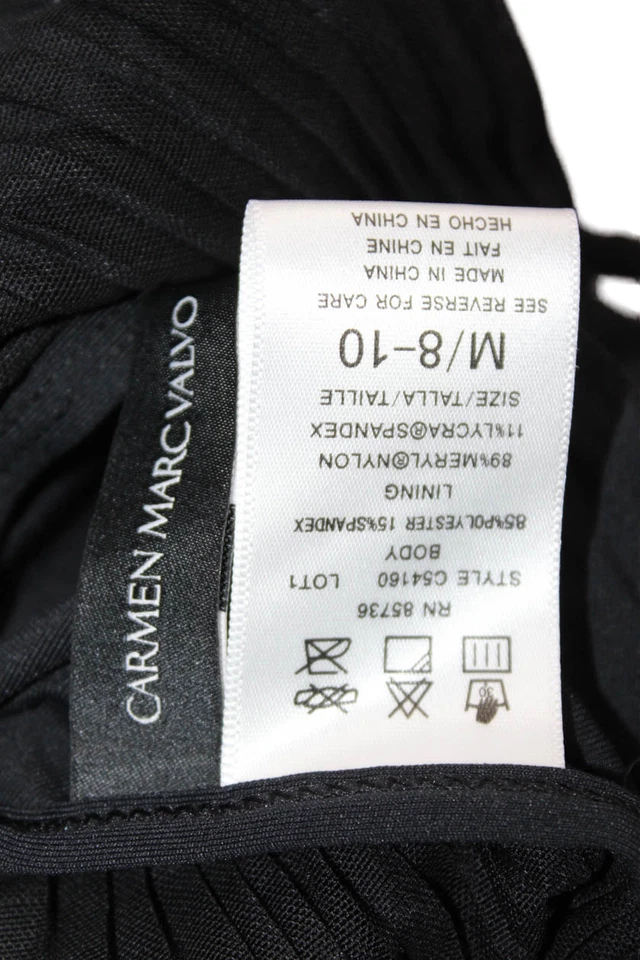 CARMEN MARC VALVO
RN 85736
STYLE C54160 LOT1
BODY
85%POLYESTER 15%SPANDEX
LINING
89%MERYL®NYLON
11%LYCRA®SPANDEX
SIZE/TALLA/TAILLE
M/8-10
SEE REVERSE FOR CARE
MADE IN CHINA
FAIT EN CHINE
HECHO EN CHINA